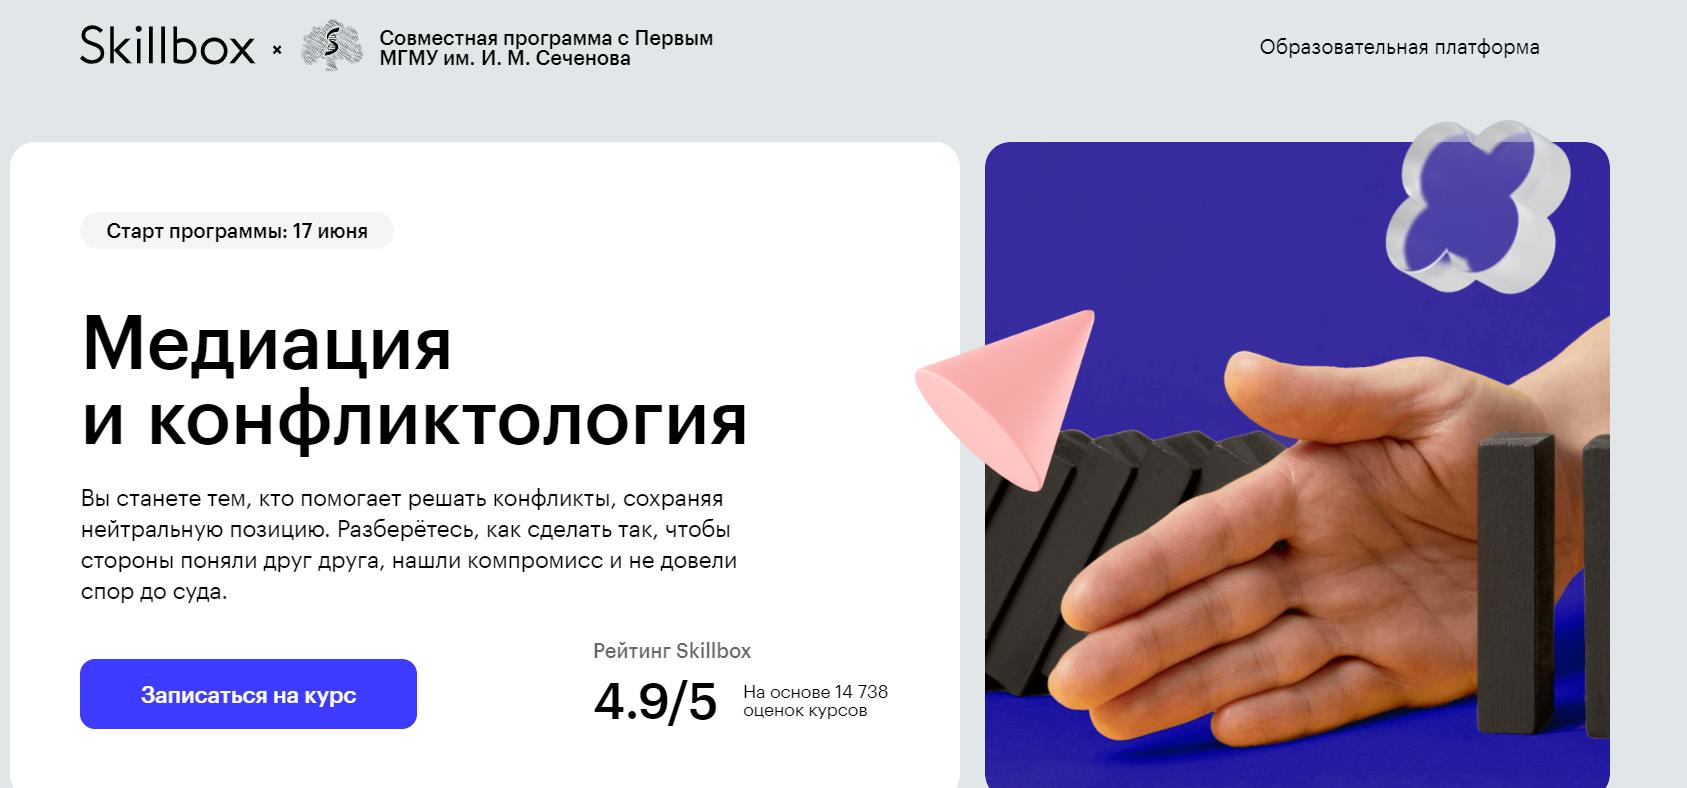 Skillbox × Совместная программа с Первым
МГМУ им. И. М. Сеченова
Образовательная платформа
Старт программы: 17 июня
Медиация
и конфликтология
Вы станете тем, кто помогает решать конфликты, сохраняя
нейтральную позицию. Разберётесь, как сделать так, чтобы
стороны поняли друг друга, нашли компромисс и не довели
спор до суда.
Записаться на курс
Рейтинг Skillbox
4.9/5
На основе 14 738
оценок курсов